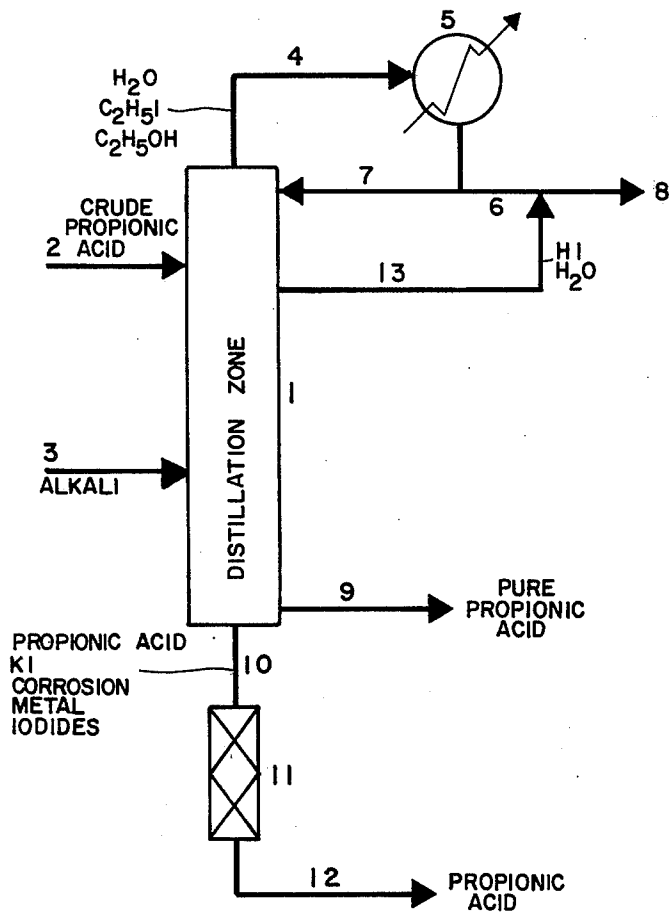 5
4
H2O
C2H5I
C2H5OH
7
6
8
CRUDE
PROPIONIC
2 ACID
HI
H2O
13
DISTILLATION ZONE
1
3
ALKALI
9
PURE
PROPIONIC
ACID
PROPIONIC ACID
KI
CORROSION
METAL
IODIDES
10
11
12
PROPIONIC
ACID